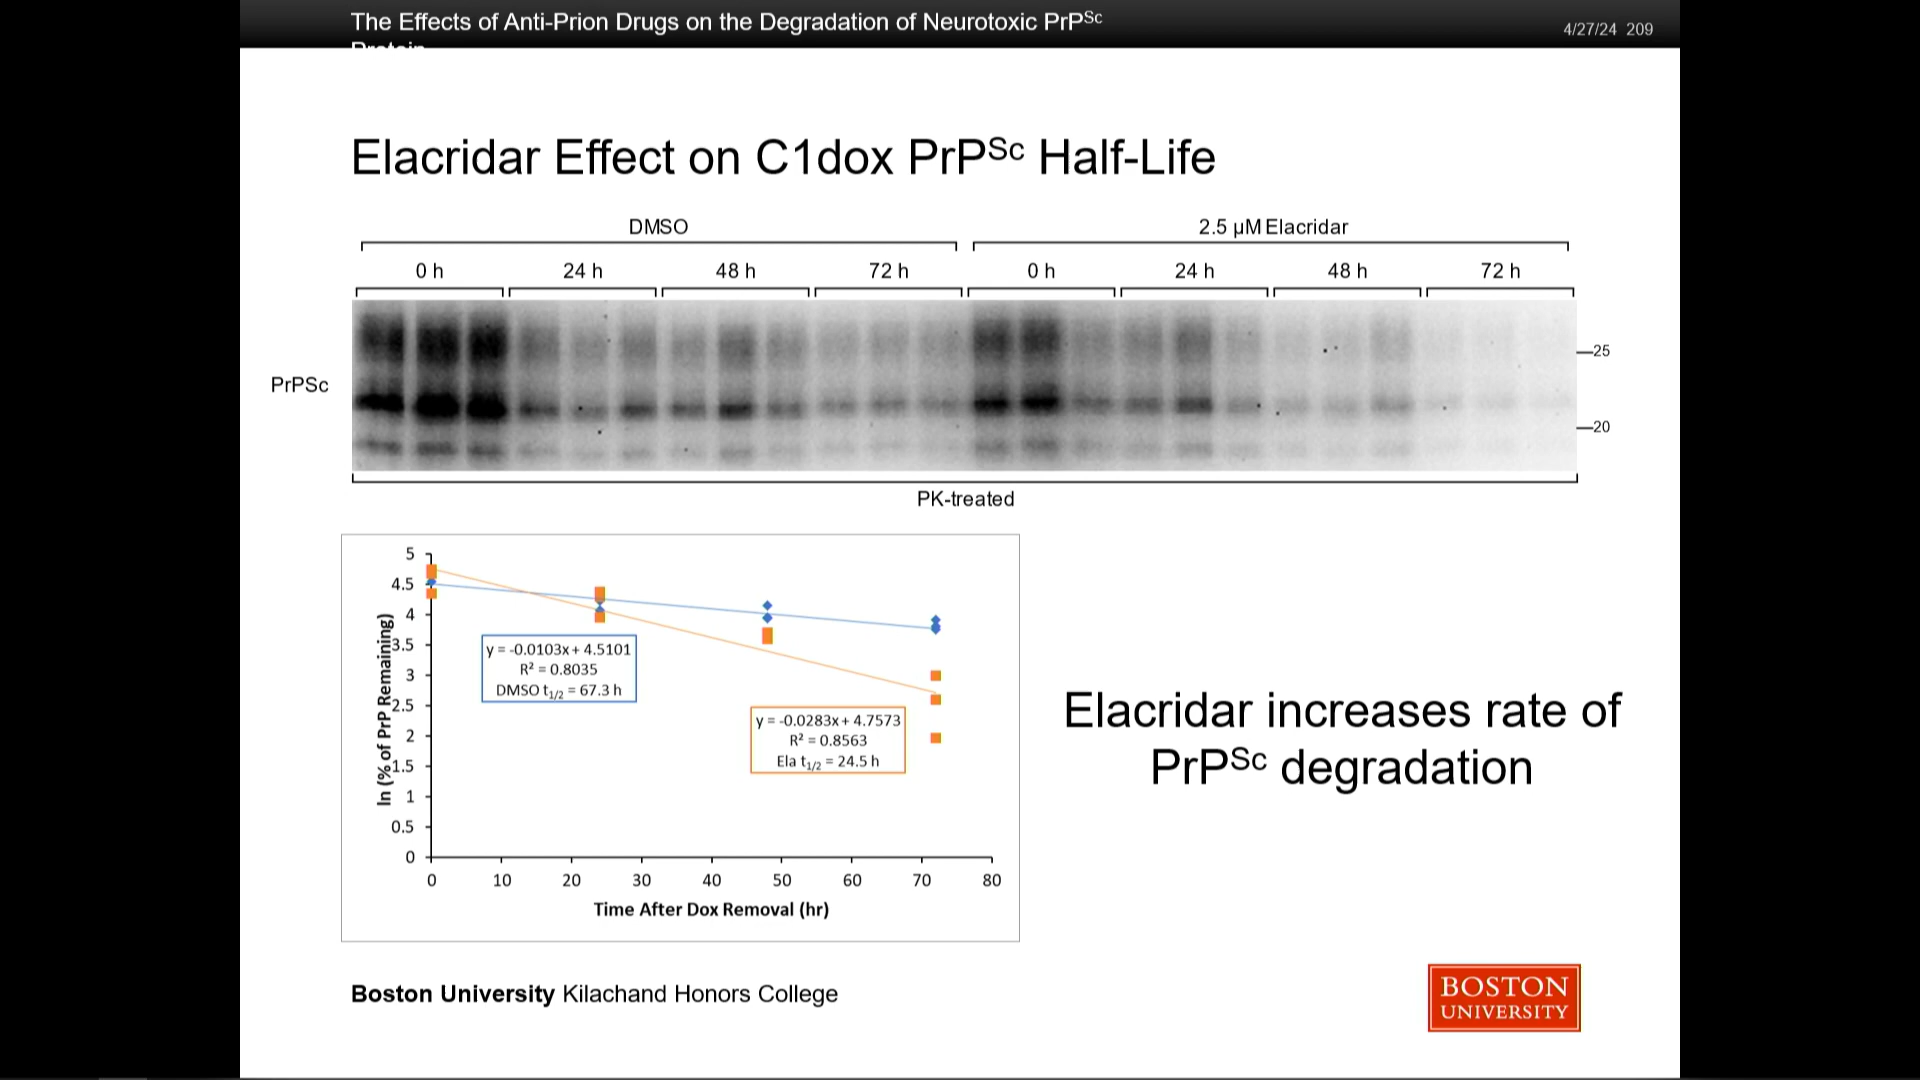 The Effects of Anti-Prion Drugs on the Degradation of Neurotoxic PrPSc
Protein
4/27/24 209
Elacridar Effect on C1dox PrPSc Half-Life
DMSO
2.5 µM Elacridar
0 h 24 h 48 h 72 h 0 h 24 h 48 h 72 h
PrPSc
25
20
PK-treated
ln (% of PrP Remaining)
5
4.5
4
3.5
3
2.5
2
1.5
1
0.5
0
y = -0.0103x + 4.5101
R² = 0.8035
DMSO t1/2 = 67.3 h
y = -0.0283x + 4.7573
R² = 0.8563
Ela t1/2 = 24.5 h
0 10 20 30 40 50 60 70 80
Time After Dox Removal (hr)
Elacridar increases rate of
PrPSc degradation
Boston University Kilachand Honors College
BOSTON
UNIVERSITY